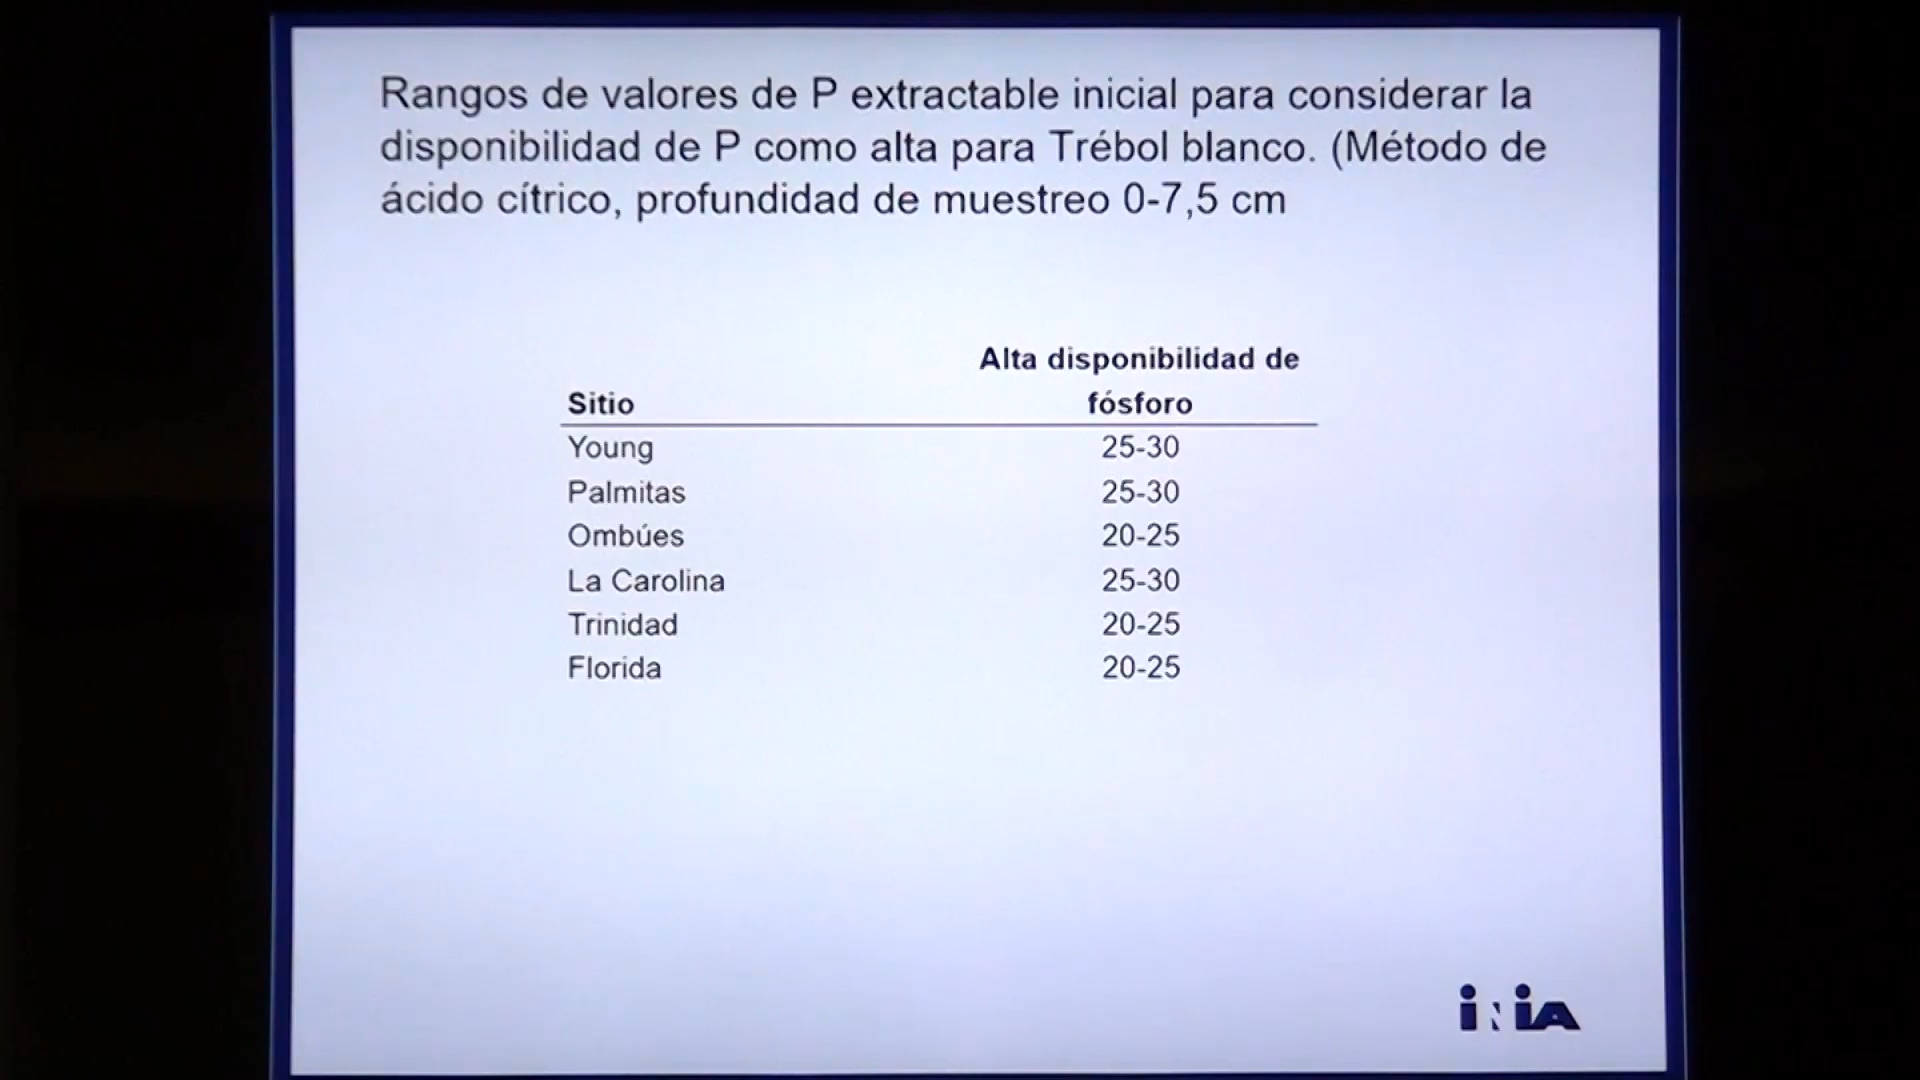 Rangos de valores de P extractable inicial para considerar la
disponibilidad de P como alta para Trébol blanco. (Método de
ácido cítrico, profundidad de muestreo 0-7,5 cm
Alta disponibilidad de
Sitio fósforo
Young 25-30
Palmitas 25-30
Ombúes 20-25
La Carolina 25-30
Trinidad 20-25
Florida 20-25
iNiA